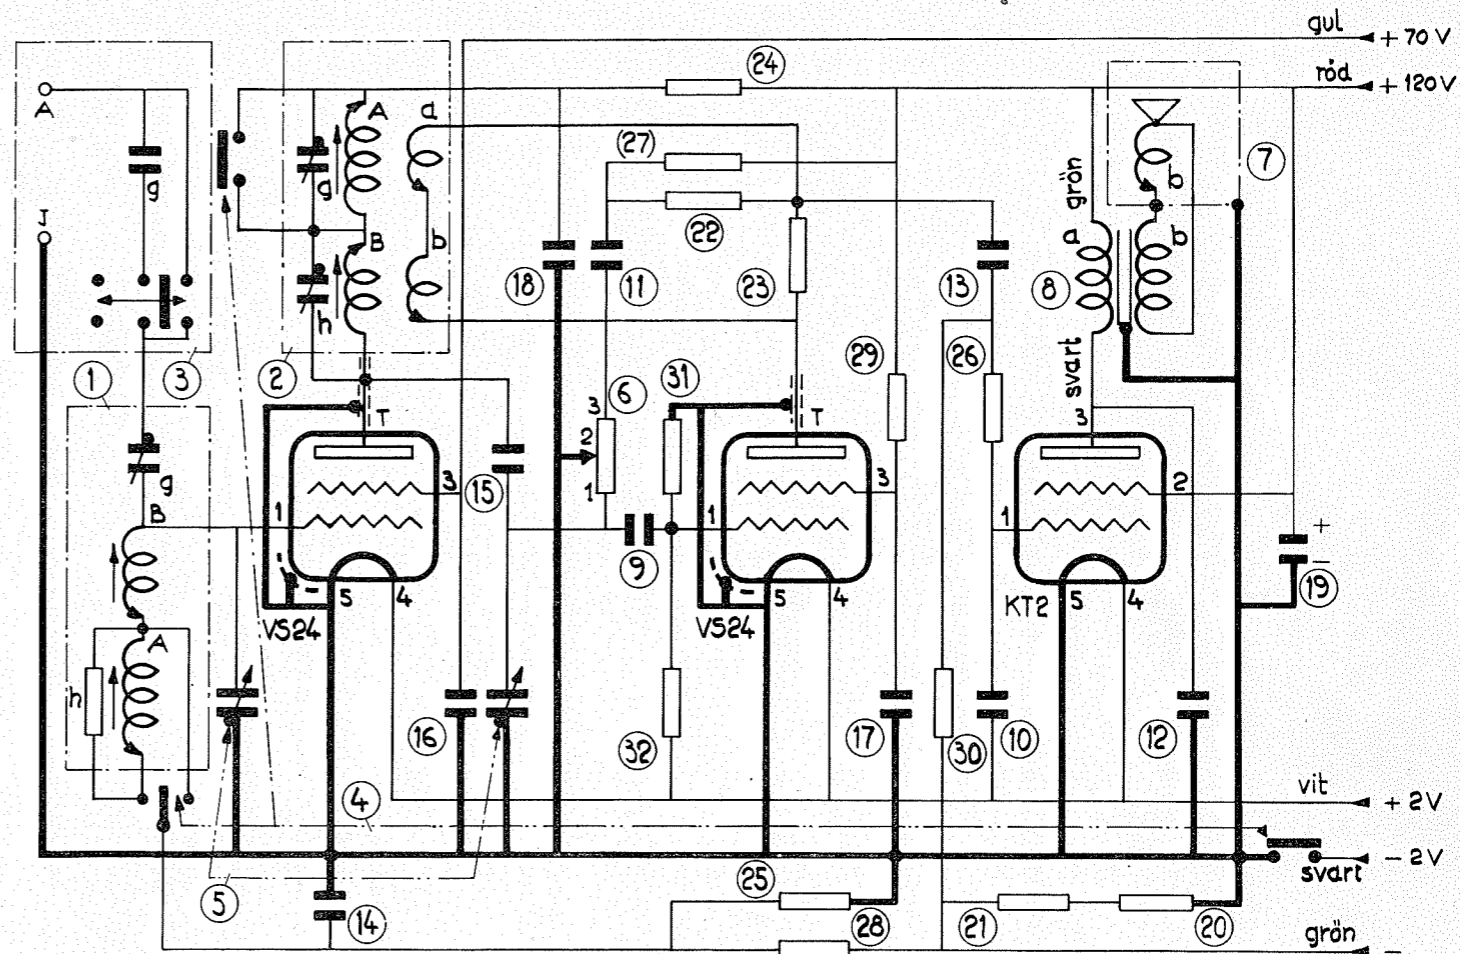 gul
+ 70 V
röd
+ 120 V
24
A
A
a
(27)
g
g
J
B
b
22
grön
a
b
b
7
h
18
11
23
13
8
1
3
2
31
6
29
26
svart
T
3
2
1
T
3
g
3
15
3
2
B
1
1
1
9
5
4
5
4
KT2
5
4
+
−
19
VS24
VS24
A
h
16
32
17
30
10
12
4
vit
+ 2V
− 2V
svart
5
14
25
28
21
20
grön
−